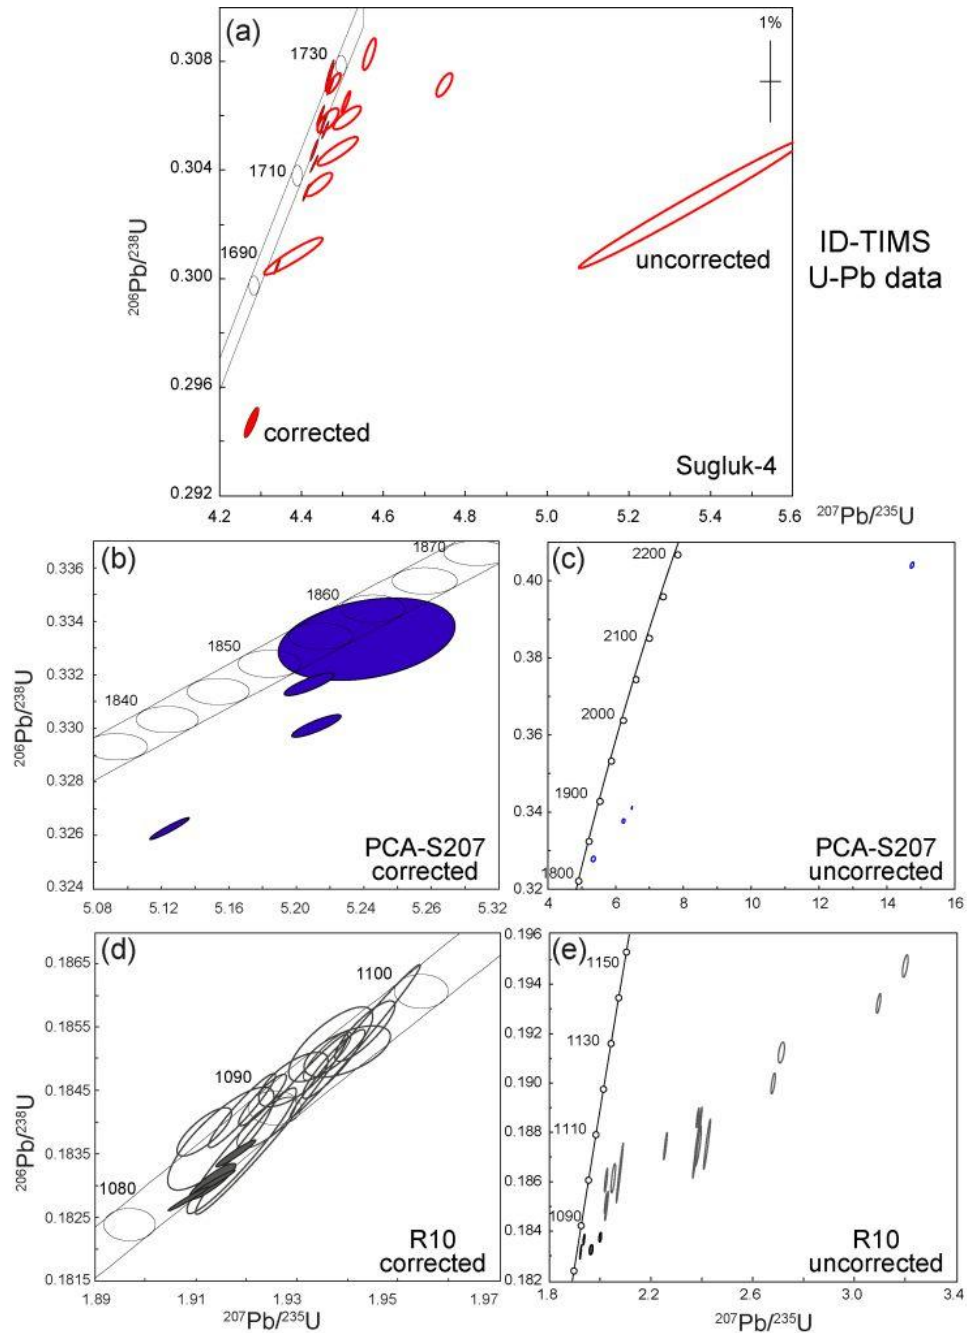 (a)
1%
0.308
0.304
0.300
0.296
0.292
206Pb/238U
1730
1710
1690
uncorrected
corrected
Sugluk-4
4.2 4.4 4.6 4.8 5.0 5.2 5.4 5.6
207Pb/235U
ID-TIMS
U-Pb data
(b)
0.336
0.334
0.332
0.330
0.328
0.326
0.324
206Pb/238U
1870
1860
1850
1840
PCA-S207
corrected
5.08 5.12 5.16 5.20 5.24 5.26 5.32
(c)
0.40
0.38
0.36
0.34
0.32
2200
2100
2000
1900
1800
PCA-S207
uncorrected
4 6 8 10 12 14 16
(d)
0.1865
0.1855
0.1845
0.1835
0.1825
0.1815
206Pb/238U
1100
1090
1080
R10
corrected
1.89 1.91 1.93 1.95 1.97
207Pb/235U
(e)
0.196
0.194
0.192
0.190
0.188
0.186
0.184
0.182
1150
1130
1110
1090
R10
uncorrected
1.8 2.2 2.6 3.0 3.4
207Pb/235U